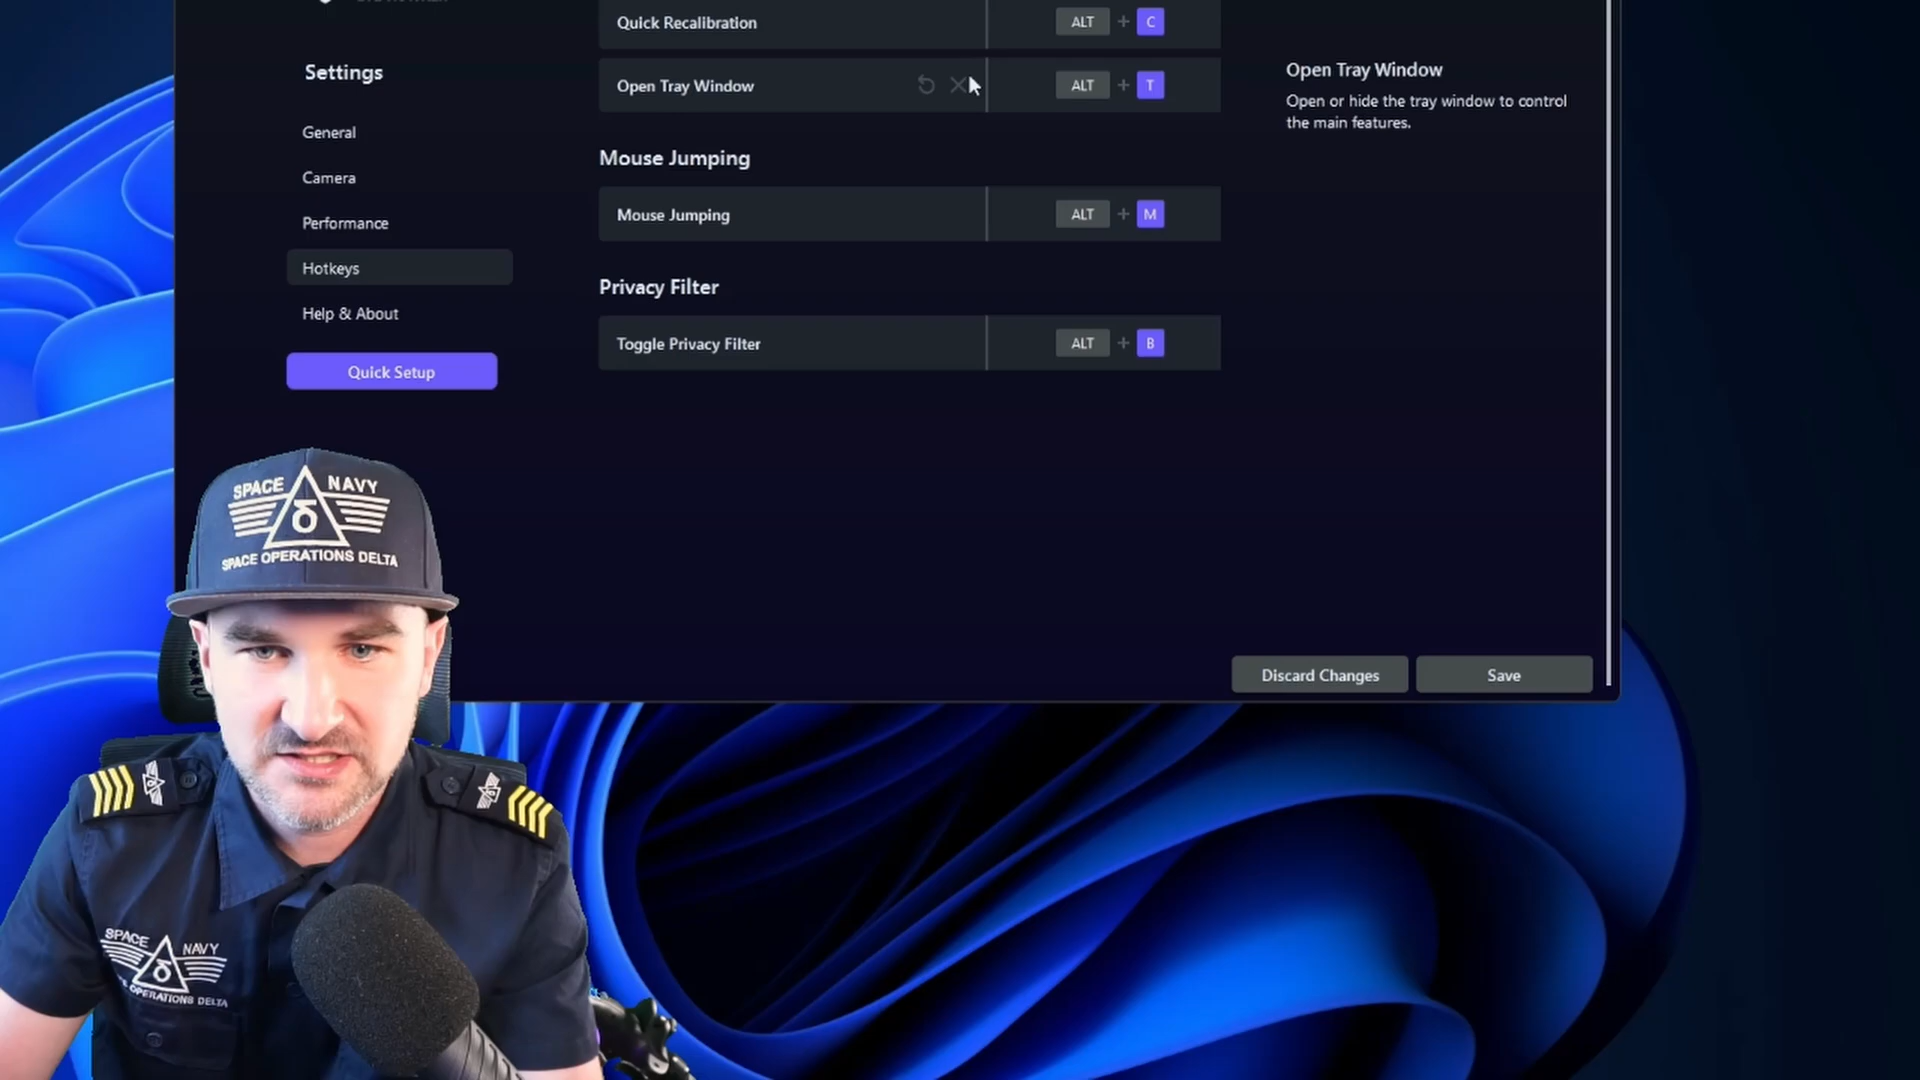 Quick Recalibration
ALT + C
Settings
Open Tray Window
ALT + T
Open Tray Window
Open or hide the tray window to control
the main features.
General
Camera
Performance
Hotkeys
Help & About
Quick Setup
Mouse Jumping
Mouse Jumping
ALT + M
Privacy Filter
Toggle Privacy Filter
ALT + B
Discard Changes
Save
SPACE NAVY
δ
SPACE OPERATIONS DELTA
SPACE NAVY
δ
SPACE OPERATIONS DELTA